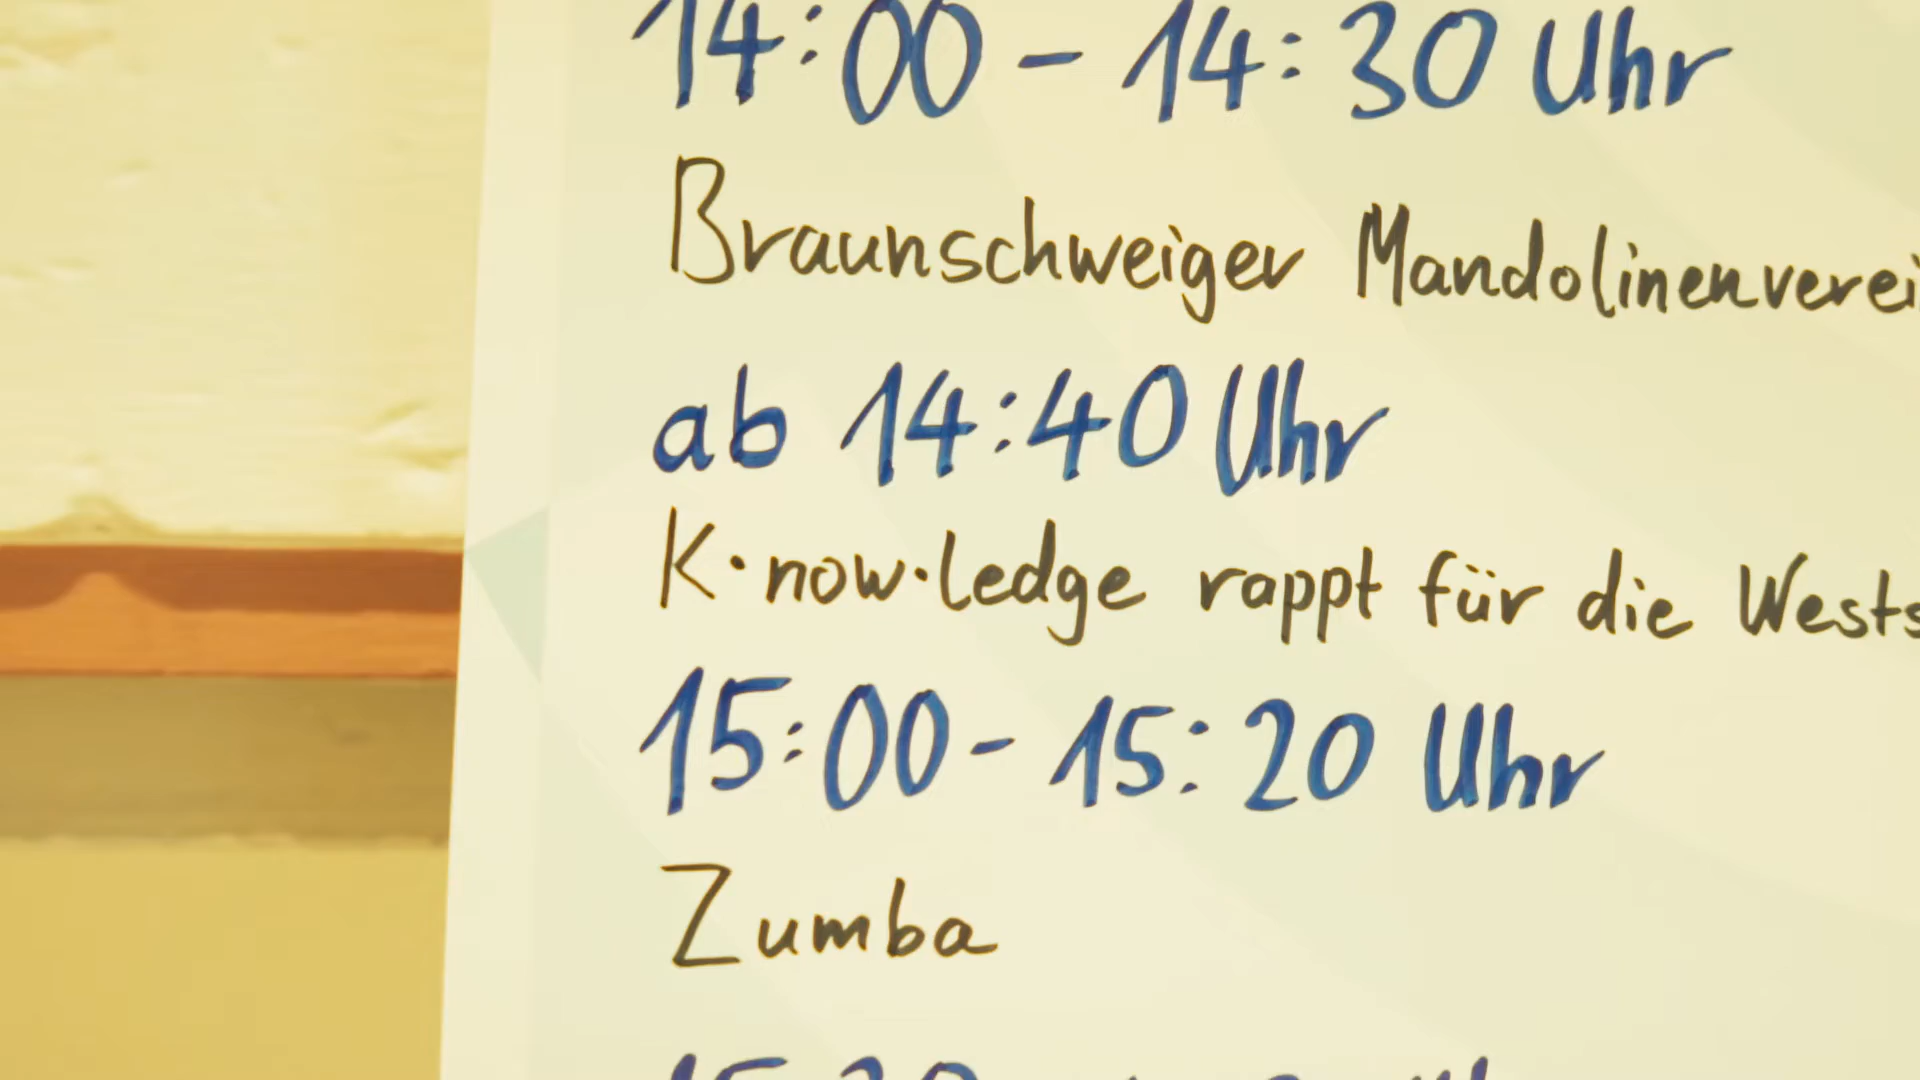 14:00 - 14:30 Uhr
Braunschweiger Mandolinenverei
ab 14:40 Uhr
K·now·ledge rappt für die Wests
15:00 - 15:20 Uhr
Zumba